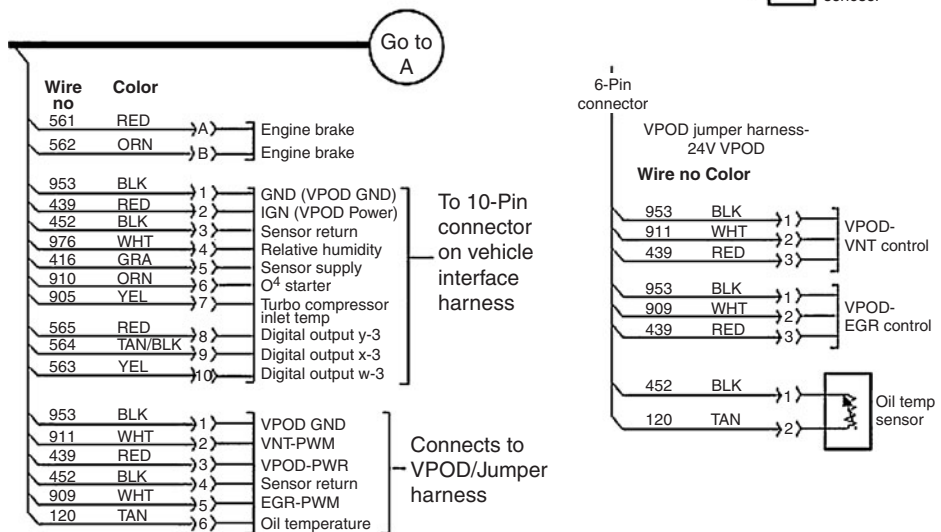 Go to
A
Wire
no
Color
561 RED A Engine brake
562 ORN B Engine brake
953 BLK 1 GND (VPOD GND)
439 RED 2 IGN (VPOD Power)
452 BLK 3 Sensor return
976 WHT 4 Relative humidity
416 GRA 5 Sensor supply
910 ORN 6 O4 starter
905 YEL 7 Turbo compressor
inlet temp
565 RED 8 Digital output y-3
564 TAN/BLK 9 Digital output x-3
563 YEL 10 Digital output w-3
To 10-Pin
connector
on vehicle
interface
harness
953 BLK 1 VPOD GND
911 WHT 2 VNT-PWM
439 RED 3 VPOD-PWR
452 BLK 4 Sensor return
909 WHT 5 EGR-PWM
120 TAN 6 Oil temperature
Connects to
VPOD/Jumper
harness
6-Pin
connector
VPOD jumper harness-
24V VPOD
Wire no Color
953 BLK 1
911 WHT 2
439 RED 3
VPOD-
VNT control
953 BLK 1
909 WHT 2
439 RED 3
VPOD-
EGR control
452 BLK 1
120 TAN 2
Oil temp
sensor